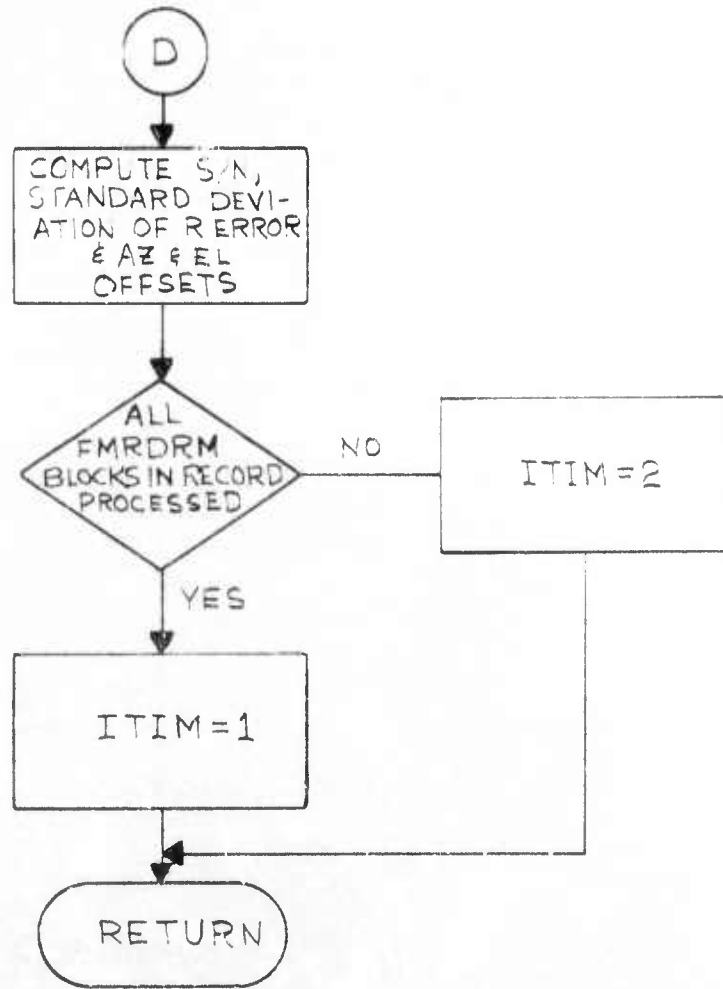 D
COMPUTE S/N,
STANDARD DEVI-
ATION OF R ERROR
& AZ & EL
OFFSETS
ALL
FMRDRM
BLOCKS IN RECORD
PROCESSED
NO
ITIM=2
YES
ITIM=1
RETURN